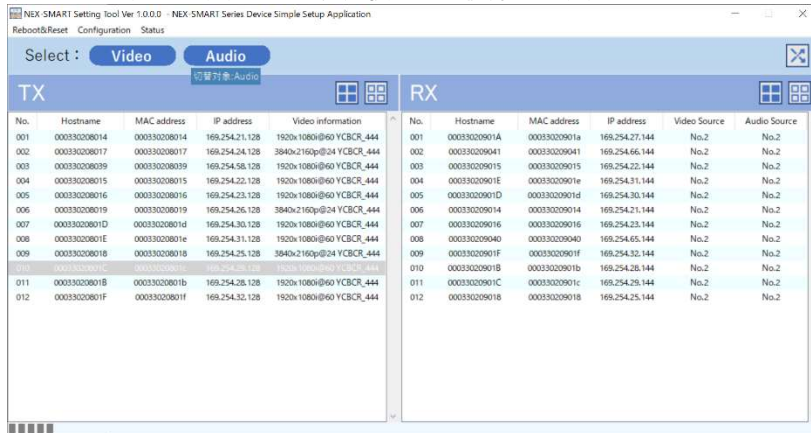 NEX-SMART Setting Tool Ver 1.0.0.0 - NEX-SMART Series Device Simple Setup Application
Reboot&Reset Configuration Status
Select : Video Audio
切替対象:Audio
TX
No. Hostname MAC address IP address Video information
001 000330208014 000330208014 169.254.21.128 1920x1080i@60 YCBCR_444
002 000330208017 000330208017 169.254.24.128 3840x2160p@24 YCBCR_444
003 000330208039 000330208039 169.254.58.128 1920x1080i@60 YCBCR_444
004 000330208015 000330208015 169.254.22.128 1920x1080i@60 YCBCR_444
005 000330208016 000330208016 169.254.23.128 1920x1080i@60 YCBCR_444
006 000330208019 000330208019 169.254.26.128 3840x2160p@24 YCBCR_444
007 00033020801D 00033020801d 169.254.30.128 1920x1080i@60 YCBCR_444
008 00033020801E 00033020801e 169.254.31.128 1920x1080i@60 YCBCR_444
009 000330208018 000330208018 169.254.25.128 3840x2160p@24 YCBCR_444
010 00033020801C 00033020801c 169.254.29.128 1920x1080i@60 YCBCR_444
011 00033020801B 00033020801b 169.254.28.128 1920x1080i@60 YCBCR_444
012 00033020801F 00033020801f 169.254.32.128 1920x1080i@60 YCBCR_444
RX
No. Hostname MAC address IP address Video Source Audio Source
001 00033020901A 00033020901a 169.254.27.144 No.2 No.2
002 000330209041 000330209041 169.254.66.144 No.2 No.2
003 000330209015 000330209015 169.254.22.144 No.2 No.2
004 00033020901E 00033020901e 169.254.31.144 No.2 No.2
005 00033020901D 00033020901d 169.254.30.144 No.2 No.2
006 000330209014 000330209014 169.254.21.144 No.2 No.2
007 000330209016 000330209016 169.254.23.144 No.2 No.2
008 000330209040 000330209040 169.254.65.144 No.2 No.2
009 00033020901F 00033020901f 169.254.32.144 No.2 No.2
010 00033020901B 00033020901b 169.254.28.144 No.2 No.2
011 00033020901C 00033020901c 169.254.29.144 No.2 No.2
012 000330209018 000330209018 169.254.25.144 No.2 No.2